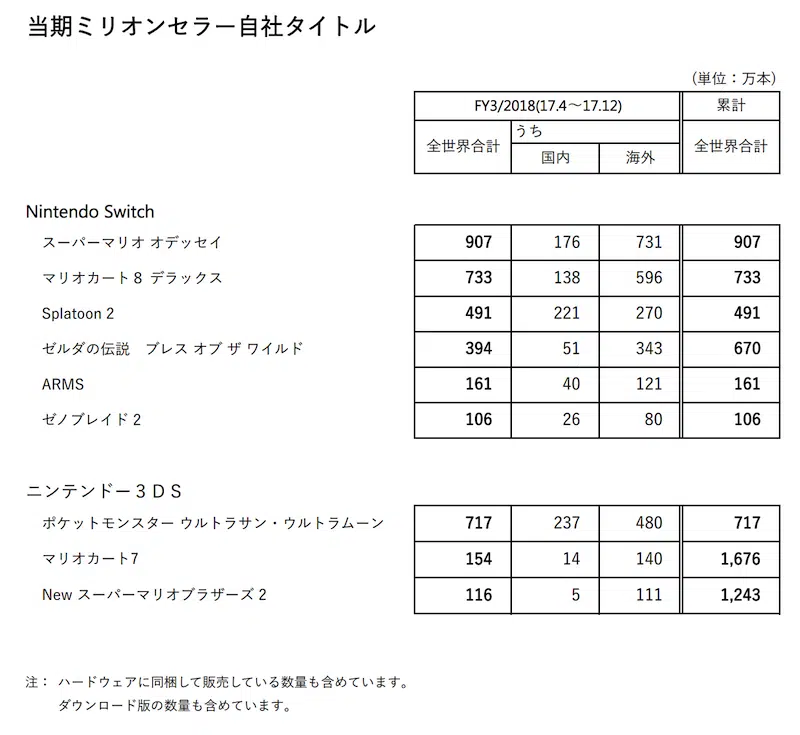 当期ミリオンセラー自社タイトル
（単位：万本）
FY3/2018(17.4～17.12) 累計
全世界合計 うち 全世界合計
国内 海外
Nintendo Switch
スーパーマリオ オデッセイ 907 176 731 907
マリオカート８ デラックス 733 138 596 733
Splatoon 2 491 221 270 491
ゼルダの伝説　ブレス オブ ザ ワイルド 394 51 343 670
ARMS 161 40 121 161
ゼノブレイド２ 106 26 80 106
ニンテンドー３ＤＳ
ポケットモンスター ウルトラサン・ウルトラムーン 717 237 480 717
マリオカート7 154 14 140 1,676
New スーパーマリオブラザーズ２ 116 5 111 1,243
注： ハードウェアに同梱して販売している数量も含めています。
ダウンロード版の数量も含めています。